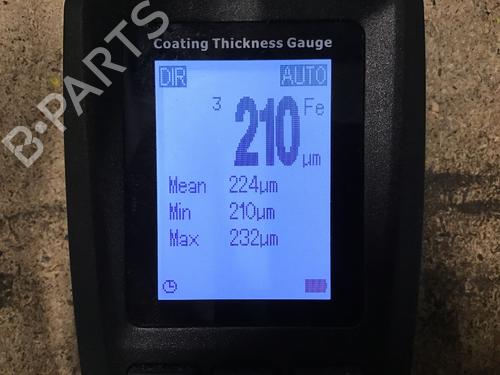 B-PARTS
Coating Thickness Gauge
DIR AUTO
3 210 Fe
µm
Mean 224µm
Min 210µm
Max 232µm